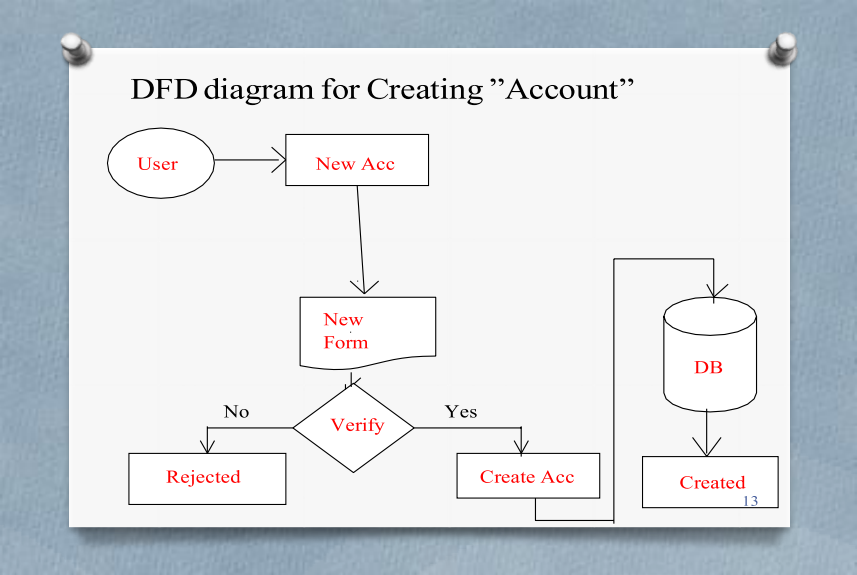 DFD diagram for Creating ”Account”
User
New Acc
New
Form
No
Verify
Yes
DB
Rejected
Create Acc
Created
13